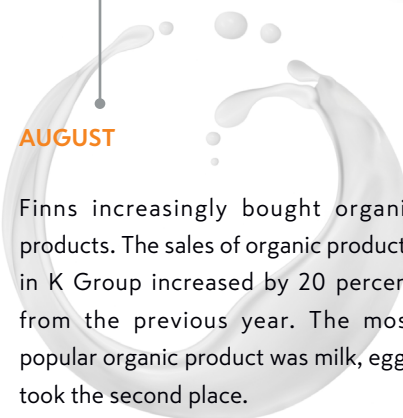 AUGUST
Finns increasingly bought organi
products. The sales of organic product
in K Group increased by 20 percen
from the previous year. The mos
popular organic product was milk, egg
took the second place.